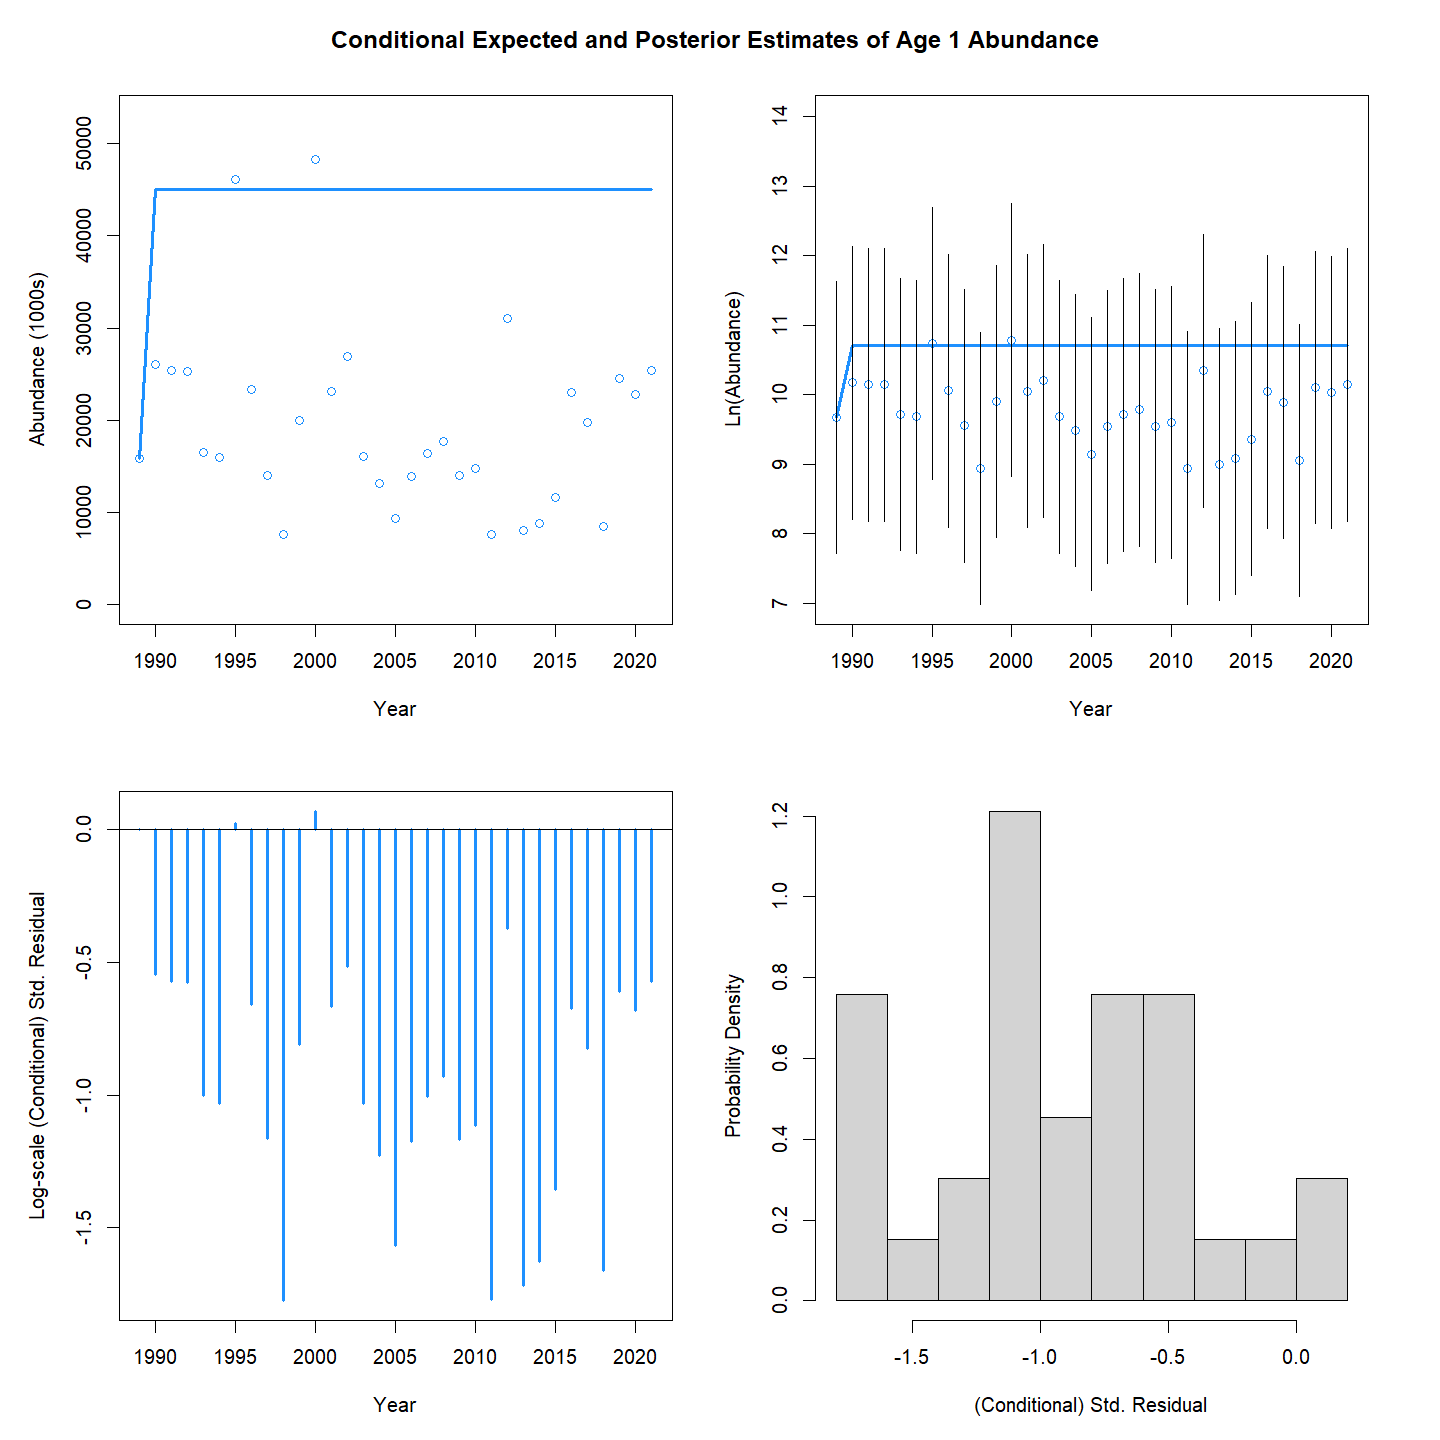 Conditional Expected and Posterior Estimates of Age 1 Abundance
Abundance (1000s)
50000
40000
30000
20000
10000
0
1990 1995 2000 2005 2010 2015 2020
Year
Ln(Abundance)
14
13
12
11
10
9
8
7
1990 1995 2000 2005 2010 2015 2020
Year
Log-scale (Conditional) Std. Residual
0.0
-0.5
-1.0
-1.5
1990 1995 2000 2005 2010 2015 2020
Year
Probability Density
1.2
1.0
0.8
0.6
0.4
0.2
0.0
-1.5 -1.0 -0.5 0.0
(Conditional) Std. Residual